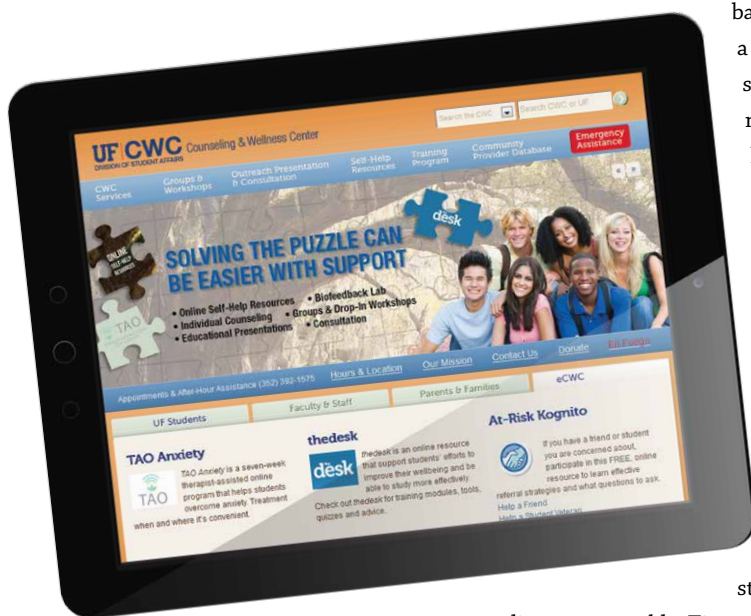 UF CWC Counseling & Wellness Center
DIVISION OF STUDENT AFFAIRS
Search the CWC
Search CWC or UF
CWC
Services
Groups &
Workshops
Outreach Presentation
& Consultation
Self-Help
Resources
Training
Program
Community
Provider Database
Emergency
Assistance
ONLINE
SELF-HELP
RESOURCES
desk
TAO
SOLVING THE PUZZLE CAN
BE EASIER WITH SUPPORT
• Online Self-Help Resources
• Biofeedback Lab
• Individual Counseling
• Groups & Drop-In Workshops
• Educational Presentations
• Consultation
Appointments & After-Hour Assistance (352) 392-1575
Hours & Location
Our Mission
Contact Us
Donate
En Fuego
UF Students
Faculty & Staff
Parents & Families
eCWC
TAO Anxiety
TAO
TAO Anxiety is a seven-week
therapist-assisted online
program that helps students
overcome anxiety. Treatment
when and where it's convenient.
thedesk
desk
thedesk is an online resource
that support students' efforts to
improve their wellbeing and be
able to study more effectively.
Check out thedesk for training modules, tools,
quizzes and advice.
At-Risk Kognito
If you have a friend or student
you are concerned about,
participate in this FREE, online
resource to learn effective
referral strategies and what questions to ask.
Help a Friend
Help a Student Veteran
ba
a
s
st